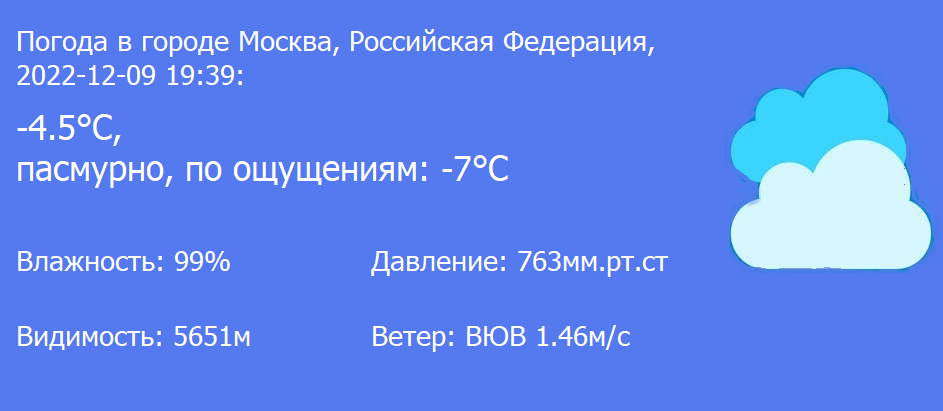 Погода в городе Москва, Российская Федерация,
2022-12-09 19:39:
-4.5°C,
пасмурно, по ощущениям: -7°C
Влажность: 99%
Давление: 763мм.рт.ст
Видимость: 5651м
Ветер: ВЮВ 1.46м/с